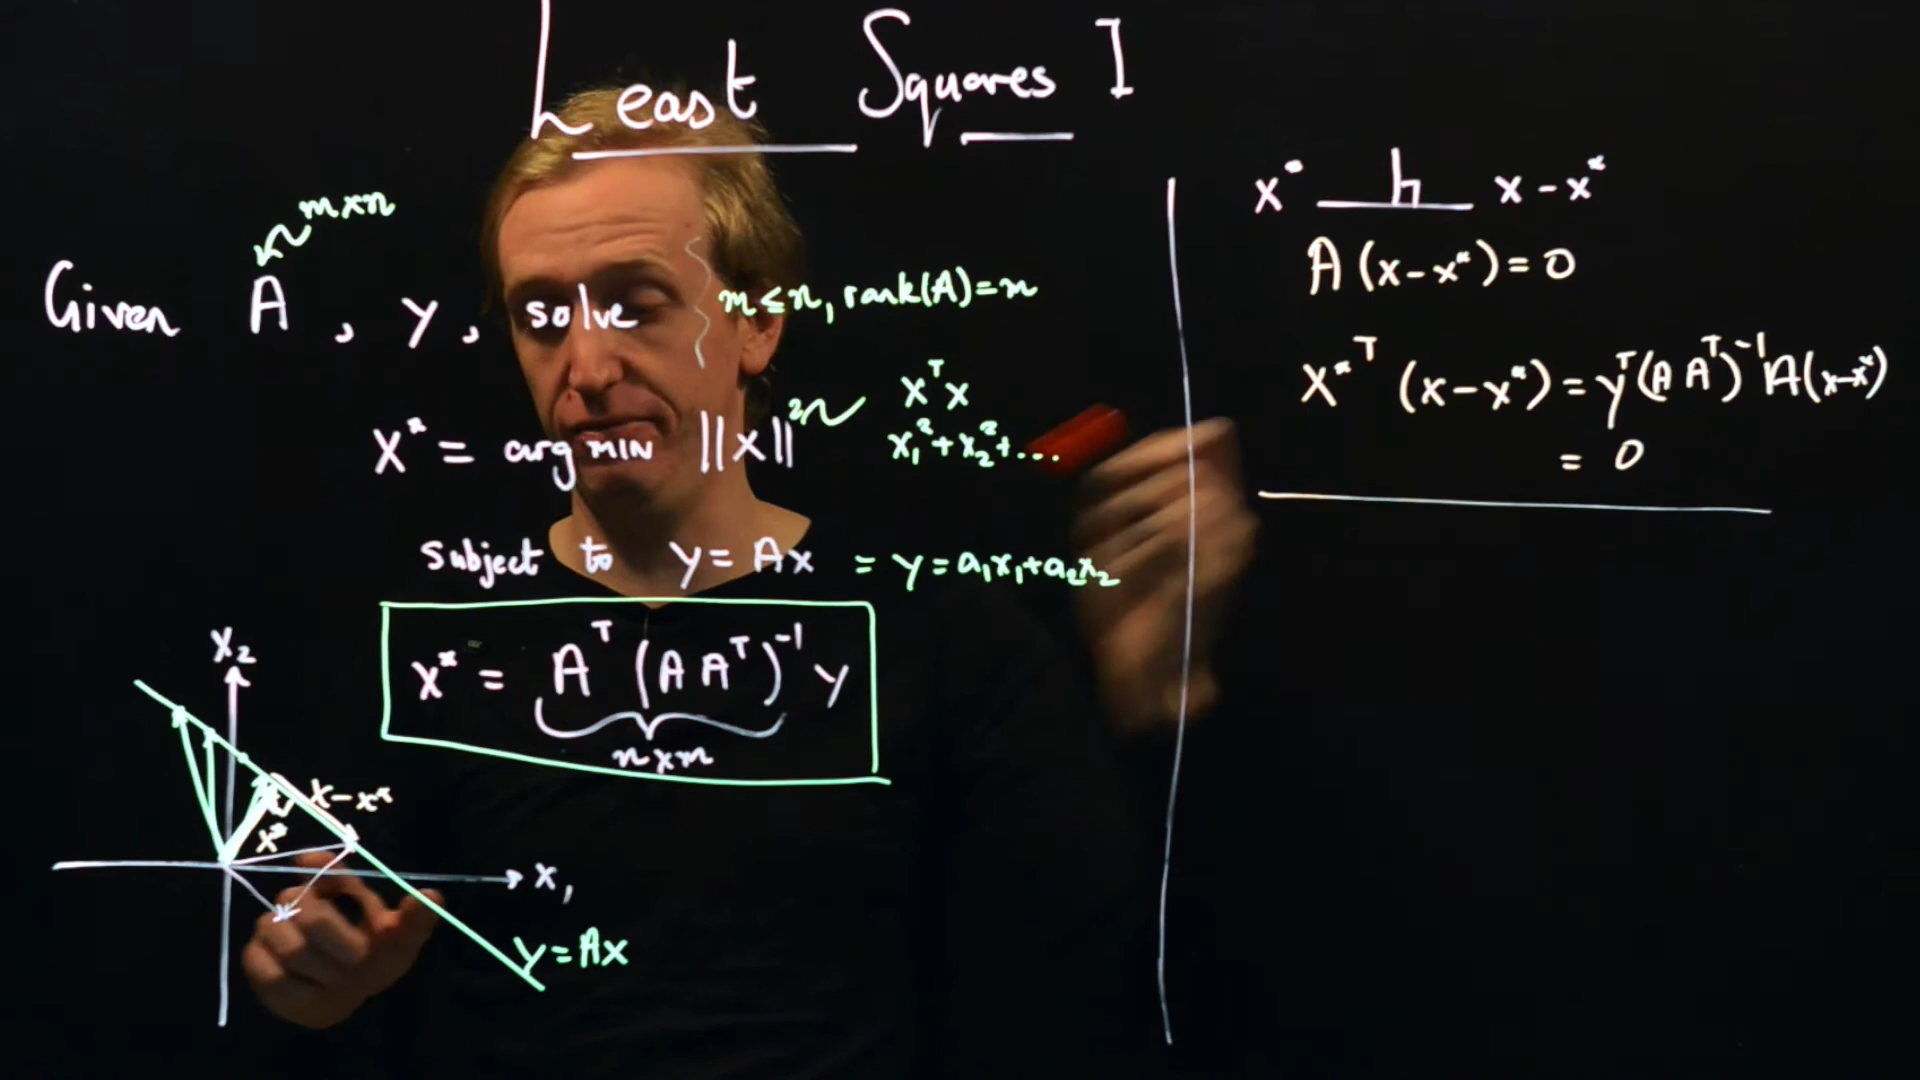 Least Squares I
m×n
Given A, y, solve
m≤n, rank(A)=m
x* = arg MIN ||x||²
xᵀx
x₁²+x₂²+...
subject to y = Ax = y = a₁x₁+a₂x₂
x* = Aᵀ(AAᵀ)⁻¹y
n×m
x₂
x-x*
x*
x₁
y=Ax
x* ⊥ x-x*
A(x-x*)=0
x*ᵀ(x-x*)=yᵀ(AAᵀ)⁻¹A(x-x*)
= 0